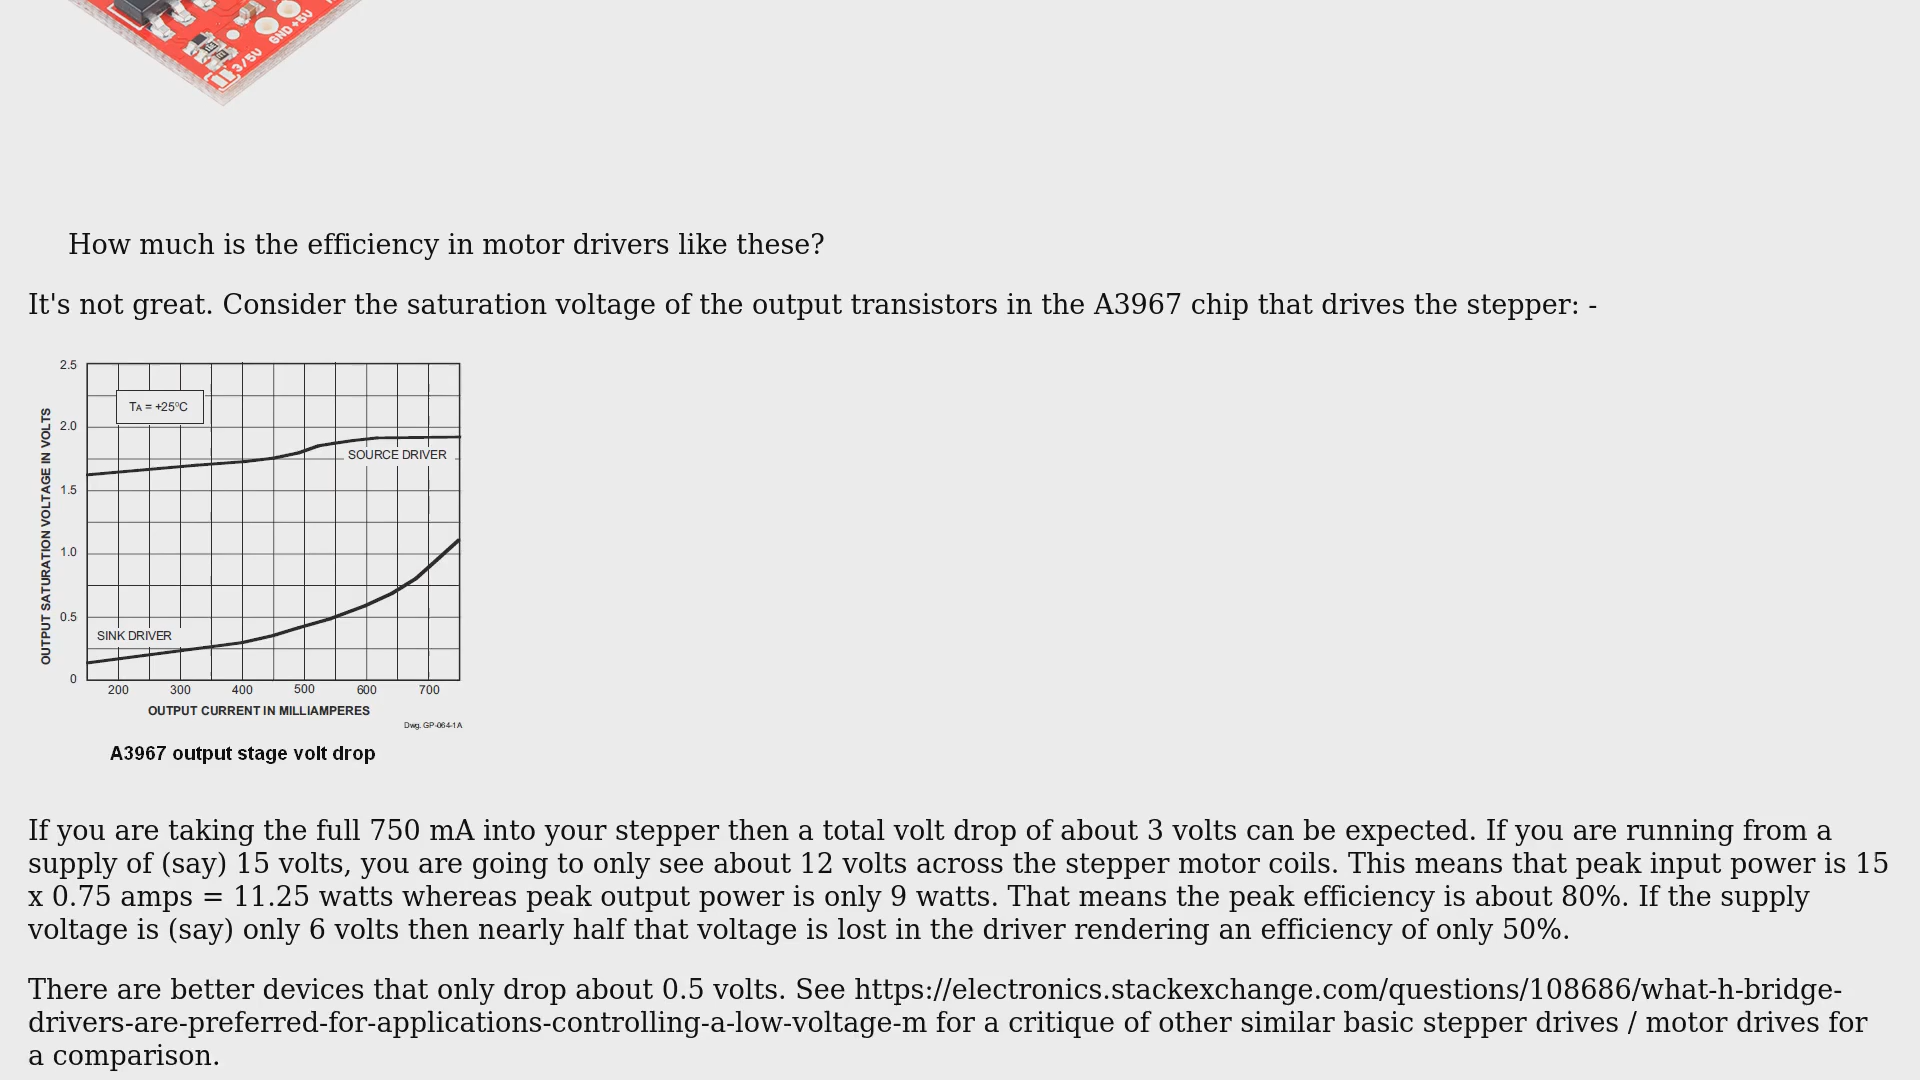 GND+5V
3/5V
How much is the efficiency in motor drivers like these?
It's not great. Consider the saturation voltage of the output transistors in the A3967 chip that drives the stepper: -
2.5
TA = +25°C
2.0
SOURCE DRIVER
1.5
1.0
0.5
SINK DRIVER
0
OUTPUT SATURATION VOLTAGE IN VOLTS
200 300 400 500 600 700
OUTPUT CURRENT IN MILLIAMPERES
Dwg. GP-064-1A
A3967 output stage volt drop
If you are taking the full 750 mA into your stepper then a total volt drop of about 3 volts can be expected. If you are running from a
supply of (say) 15 volts, you are going to only see about 12 volts across the stepper motor coils. This means that peak input power is 15
x 0.75 amps = 11.25 watts whereas peak output power is only 9 watts. That means the peak efficiency is about 80%. If the supply
voltage is (say) only 6 volts then nearly half that voltage is lost in the driver rendering an efficiency of only 50%.
There are better devices that only drop about 0.5 volts. See https://electronics.stackexchange.com/questions/108686/what-h-bridge-
drivers-are-preferred-for-applications-controlling-a-low-voltage-m for a critique of other similar basic stepper drives / motor drives for
a comparison.